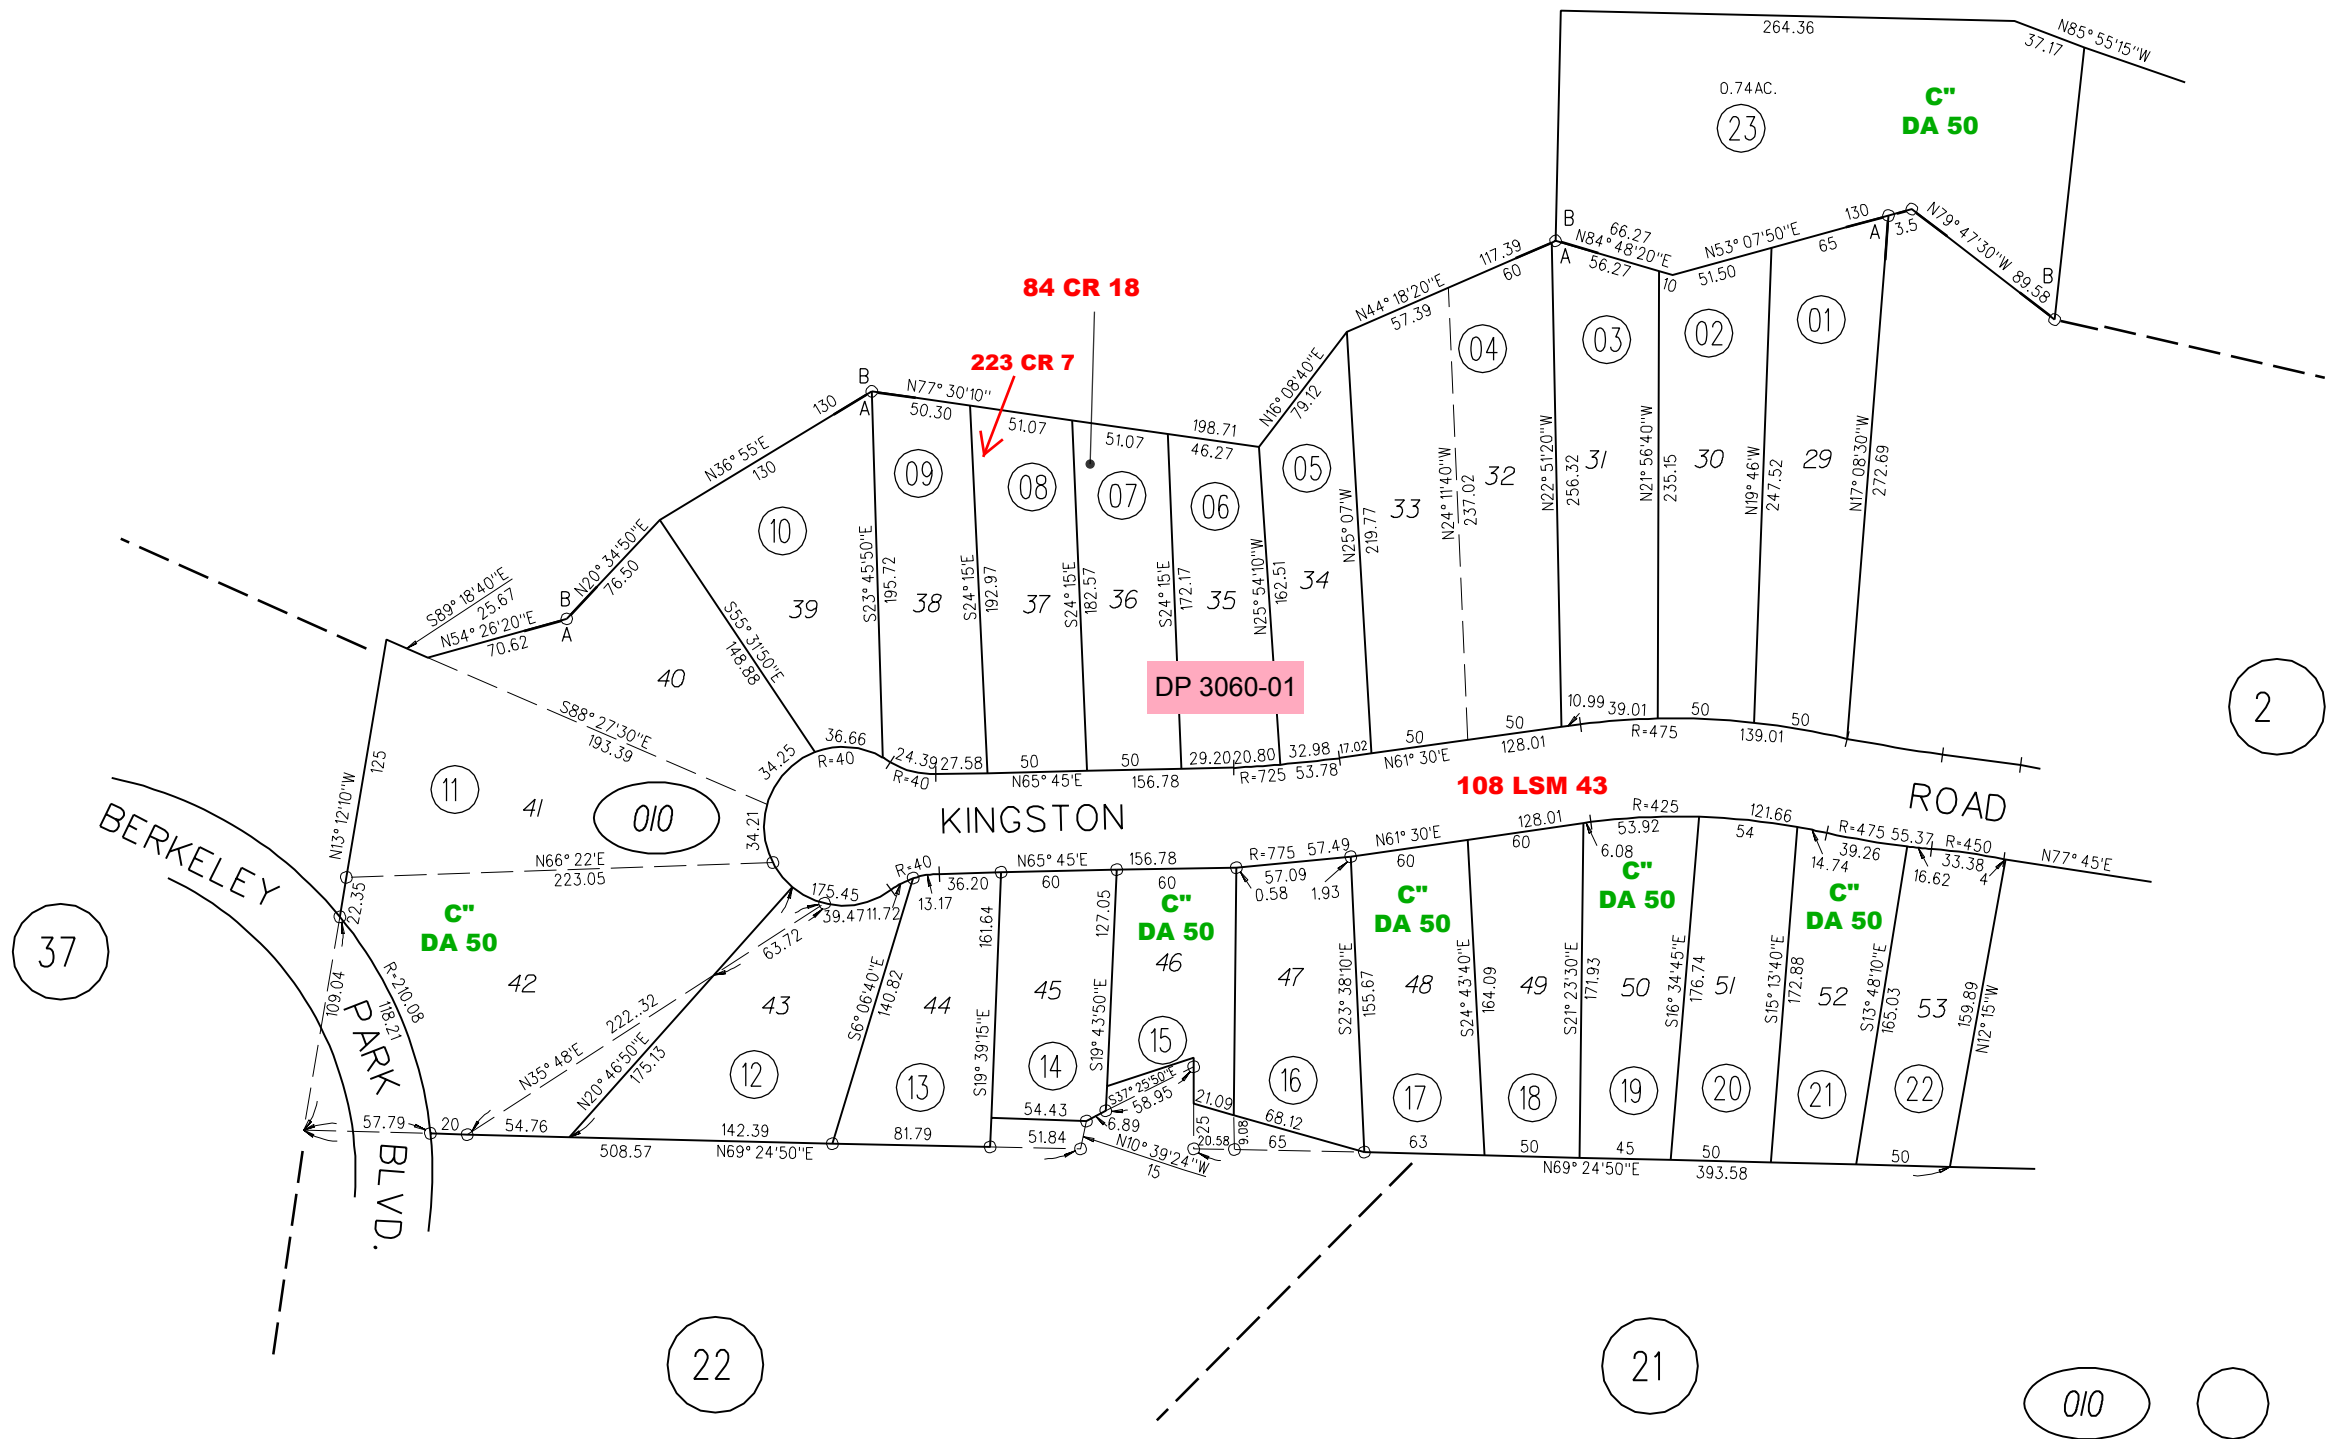 264.36
37.17
N85° 55'15"W
0.74AC.
23
C"
DA 50
B
A
66.27
N84° 48'20"E
56.27
10
N53° 07'50"E
51.50
130
65
A
3.5
N79° 47'30"W 89.58
B
117.39
60
N44° 18'20"E
57.39
N16° 08'40"E
79.12
84 CR 18
223 CR 7
B
A
N77° 30'10"
50.30
51.07
51.07
198.71
46.27
130
N36° 55'E
130
N20° 34'50"E
76.50
B
A
S89° 18'40"E
25.67
N54° 26'20"E
70.62
01
02
03
04
05
06
07
08
09
10
11
29
30
31
32
33
34
35
36
37
38
39
40
41
N17° 08'30"W
272.69
N19° 46'W
247.52
N21° 56'40"W
235.15
N22° 51'20"W
256.32
N24° 11'40"W
237.02
N25° 07'W
219.77
N25° 54'10"W
162.51
S24° 15'E
172.17
S24° 15'E
182.57
S24° 15'E
192.97
S23° 45'50"E
195.72
S55° 31'50"E
148.88
S88° 27'30"E
193.39
DP 3060-01
N13° 12'10"W
125
010
34.25
34.21
36.66
R=40
24.39
R=40
27.58
50
N65° 45'E
50
156.78
29.20
20.80
R=725
32.98
53.78
17.02
50
N61° 30'E
50
128.01
10.99
39.01
R=475
50
139.01
50
2
KINGSTON
ROAD
108 LSM 43
BERKELEY
PARK
BLVD.
37
N66° 22'E
223.05
22.35
C"
DA 50
42
109.04
R=210.08
118.21
57.79
20
54.76
N35° 48'E
222..32
63.72
N20° 46'50"E
175.13
175.45
39.47
11.72
R=40
13.17
36.20
N65° 45'E
60
156.78
60
R=775
57.49
57.09
0.58
1.93
N61° 30'E
60
128.01
60
R=425
53.92
6.08
121.66
54
14.74
R=475
55.37
39.26
R=450
33.38
16.62
4
N77° 45'E
C"
DA 50
C"
DA 50
C"
DA 50
C"
DA 50
43
44
45
46
47
48
49
50
51
52
53
12
13
14
15
16
17
18
19
20
21
22
S6° 06'40"E
140.82
S19° 39'15"E
161.64
S19° 43'50"E
127.05
S23° 38'10"E
155.67
S24° 43'40"E
164.09
S21° 23'30"E
171.93
S16° 34'45"E
176.74
S15° 13'40"E
172.88
S13° 48'10"E
165.03
N12° 15'W
159.89
S37° 25'50"E
58.95
54.43
6.89
51.84
N10° 39'24"W
15
21.09
25
20.58
9.08
68.12
65
142.39
508.57
N69° 24'50"E
81.79
63
50
45
N69° 24'50"E
50
393.58
50
22
21
010